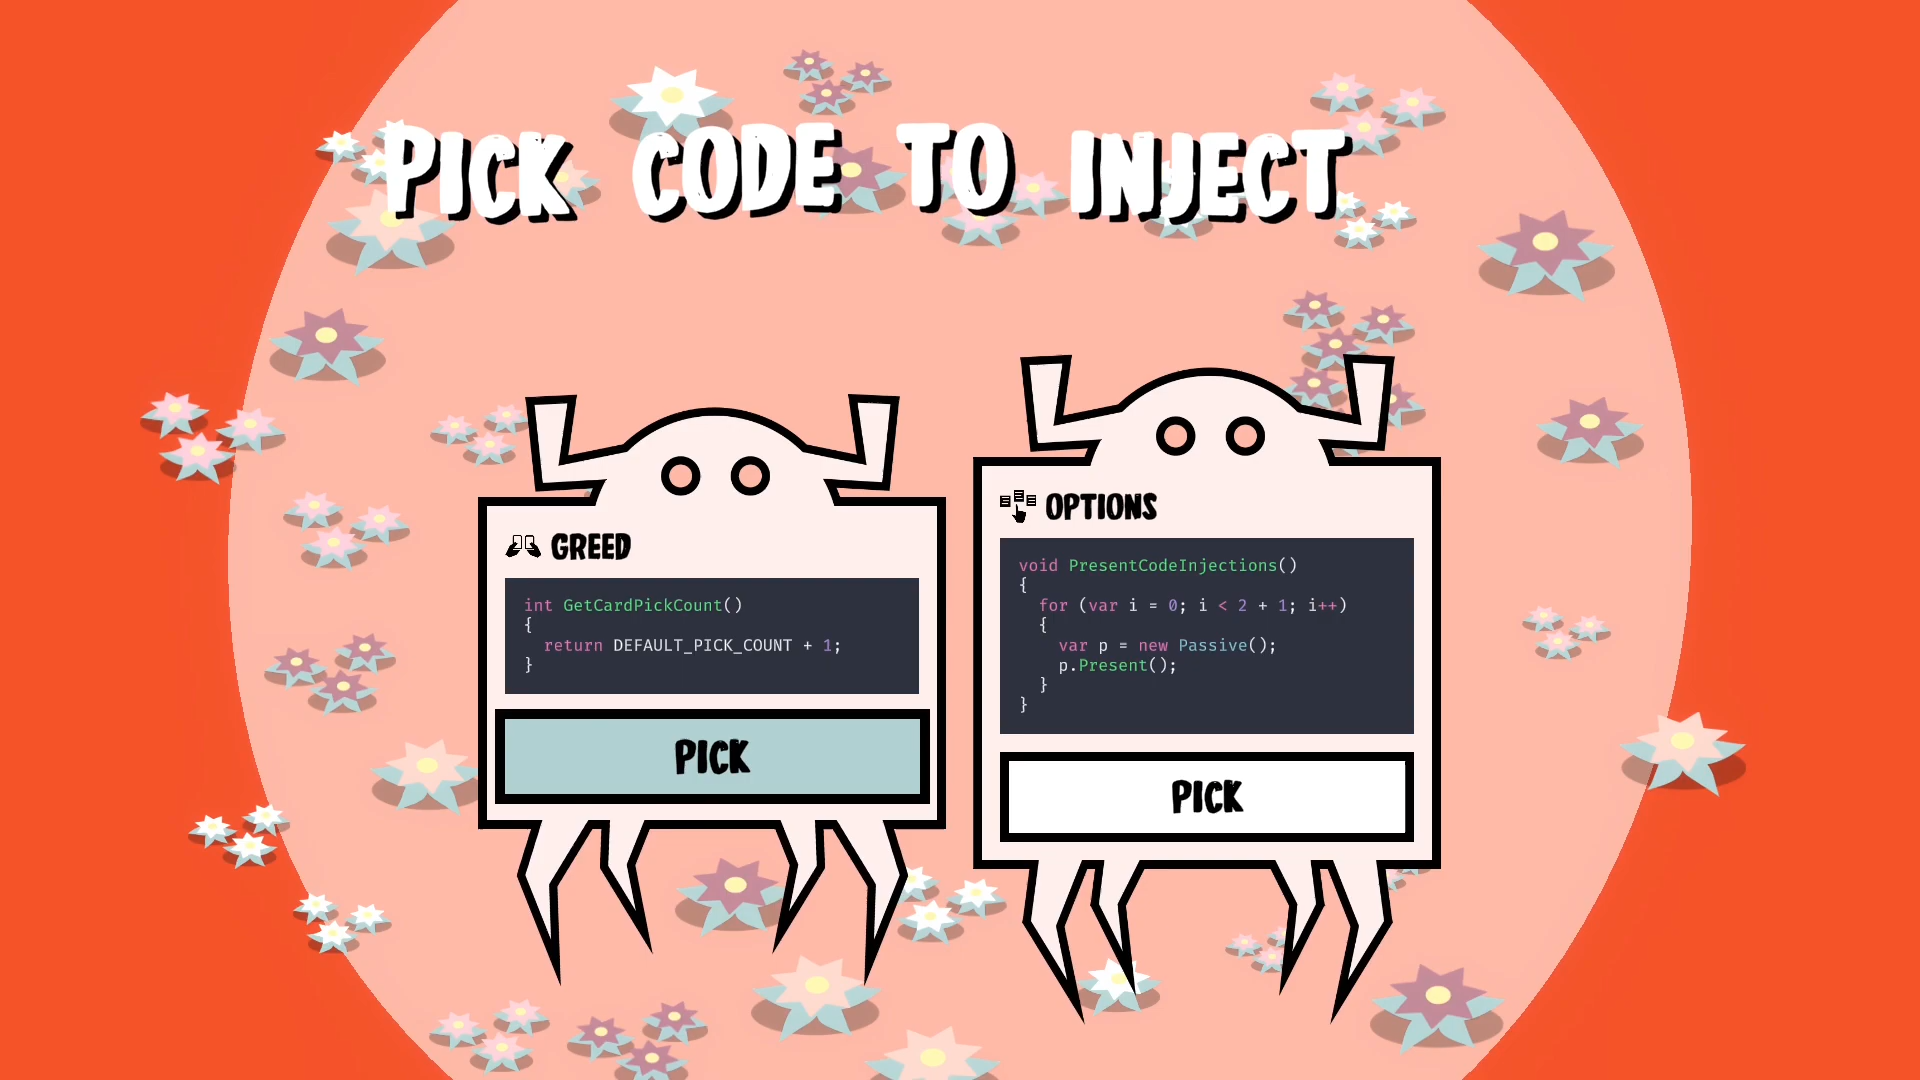 PICK CODE TO INJECT
GREED
int GetCardPickCount()
{
  return DEFAULT_PICK_COUNT + 1;
}
PICK
OPTIONS
void PresentCodeInjections()
{
  for (var i = 0; i < 2 + 1; i++)
  {
    var p = new Passive();
    p.Present();
  }
}
PICK